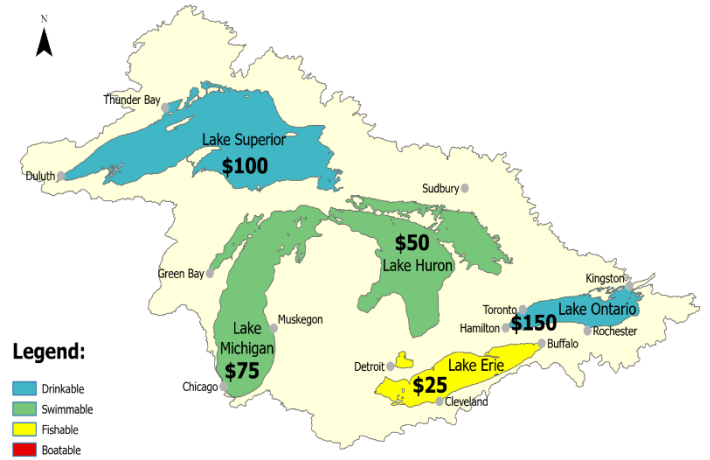 N
Thunder Bay
Lake Superior
$100
Duluth
Sudbury
$50
Lake Huron
Green Bay
Kingston
Toronto
Lake Ontario
Hamilton
$150
Rochester
Muskegon
Lake
Michigan
$75
Buffalo
Detroit
Lake Erie
$25
Chicago
Cleveland
Legend:
Drinkable
Swimmable
Fishable
Boatable